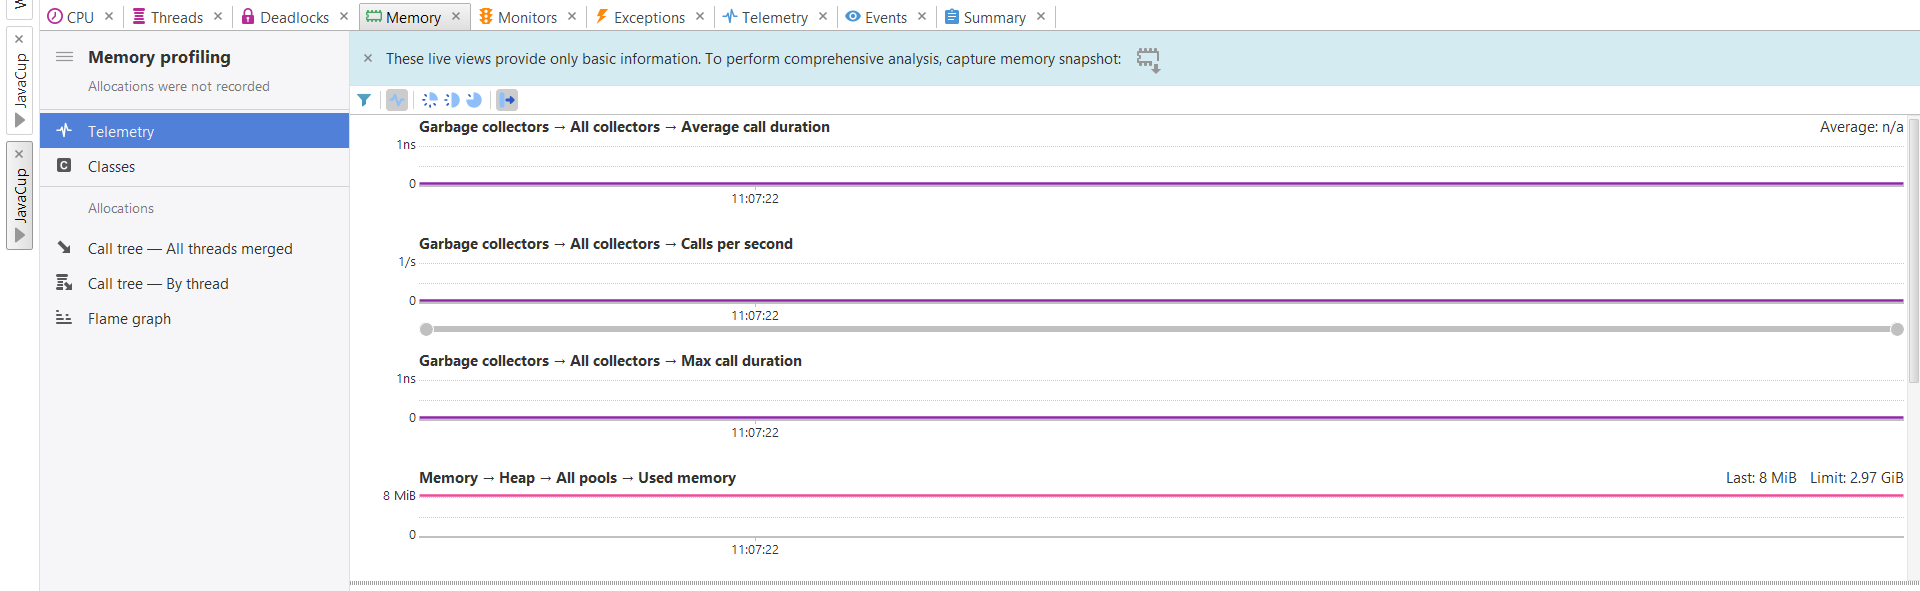 CPU Threads Deadlocks Memory Monitors Exceptions Telemetry Events Summary
JavaCup
JavaCup
Memory profiling
Allocations were not recorded
Telemetry
Classes
Allocations
Call tree — All threads merged
Call tree — By thread
Flame graph
These live views provide only basic information. To perform comprehensive analysis, capture memory snapshot:
Garbage collectors → All collectors → Average call duration Average: n/a
1ns
0
11:07:22
Garbage collectors → All collectors → Calls per second
1/s
0
11:07:22
Garbage collectors → All collectors → Max call duration
1ns
0
11:07:22
Memory → Heap → All pools → Used memory Last: 8 MiB Limit: 2.97 GiB
8 MiB
0
11:07:22